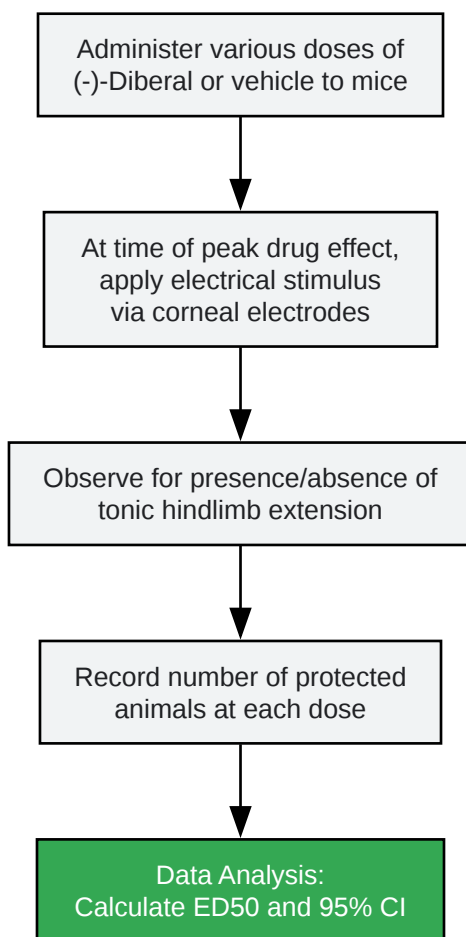 Administer various doses of
(-)-Diberal or vehicle to mice
At time of peak drug effect,
apply electrical stimulus
via corneal electrodes
Observe for presence/absence of
tonic hindlimb extension
Record number of protected
animals at each dose
Data Analysis:
Calculate ED50 and 95% CI